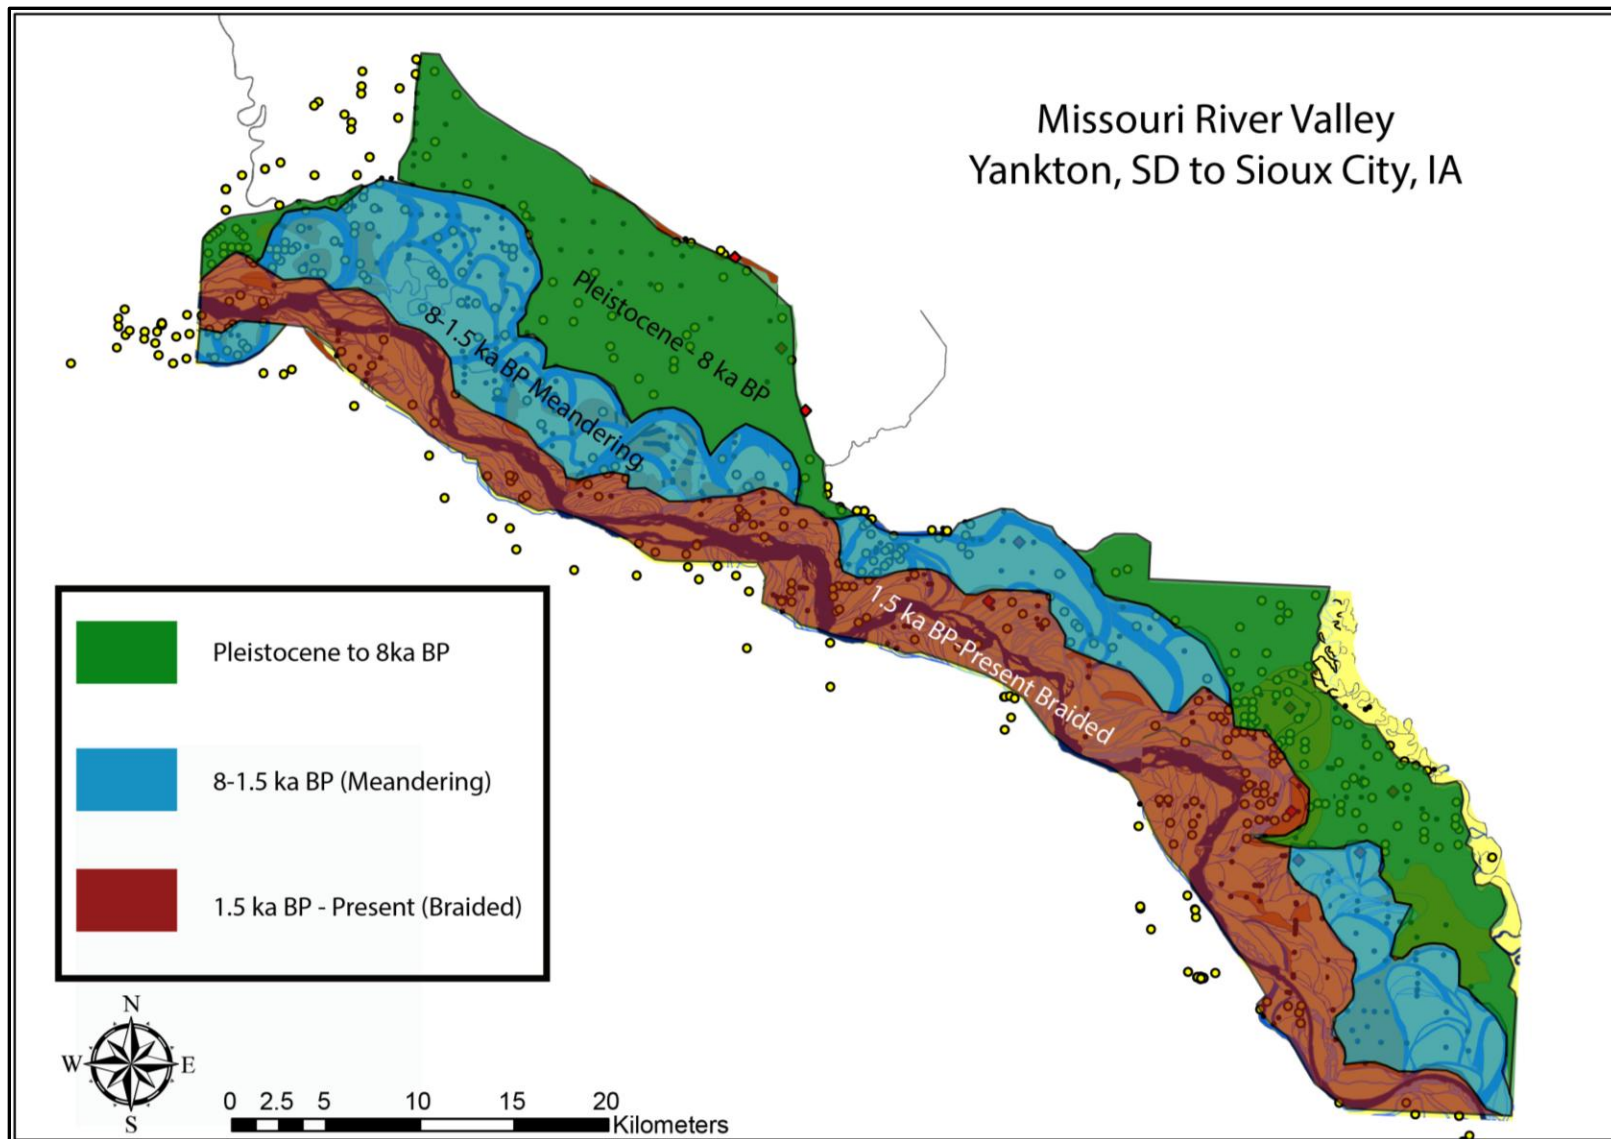 Missouri River Valley
Yankton, SD to Sioux City, IA
Pleistocene - 8 ka BP
8-1.5 ka BP Meandering
1.5 ka BP-Present Braided
Pleistocene to 8ka BP
8-1.5 ka BP (Meandering)
1.5 ka BP - Present (Braided)
N
W E
S
0 2.5 5 10 15 20
Kilometers